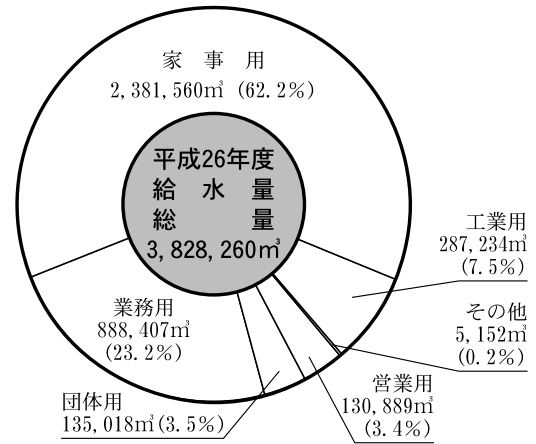 家事用
2,381,560㎥ (62.2%)
平成26年度
給水量
総量
3,828,260㎥
工業用
287,234㎥
(7.5%)
その他
5,152㎥
(0.2%)
営業用
130,889㎥
(3.4%)
団体用
135,018㎥(3.5%)
業務用
888,407㎥
(23.2%)